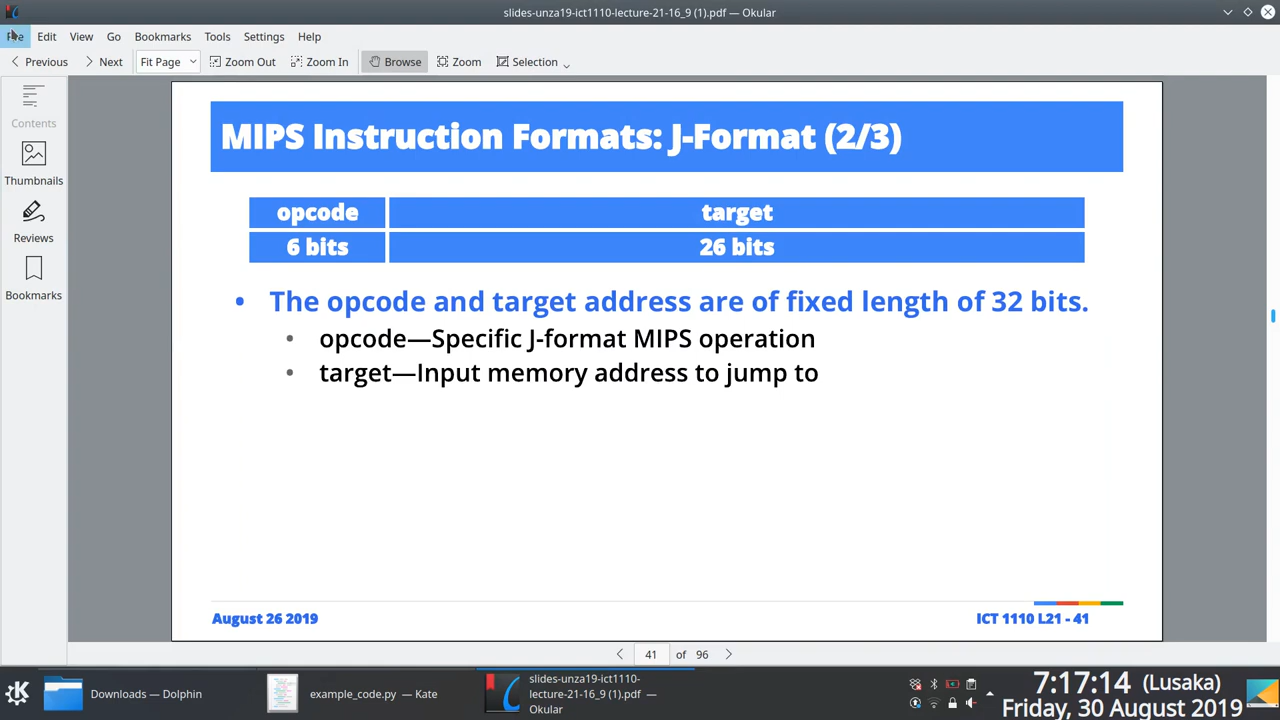 slides-unza19-ict1110-lecture-21-16_9 (1).pdf — Okular
File Edit View Go Bookmarks Tools Settings Help
Previous Next Fit Page Zoom Out Zoom In Browse Zoom Selection
Contents
Thumbnails
Reviews
Bookmarks
MIPS Instruction Formats: J-Format (2/3)
opcode target
6 bits 26 bits
• The opcode and target address are of fixed length of 32 bits.
• opcode—Specific J-format MIPS operation
• target—Input memory address to jump to
August 26 2019 ICT 1110 L21 - 41
41 of 96
Downloads — Dolphin
example_code.py — Kate
slides-unza19-ict1110-
lecture-21-16_9 (1).pdf —
Okular
7:17:14 (Lusaka)
Friday, 30 August 2019